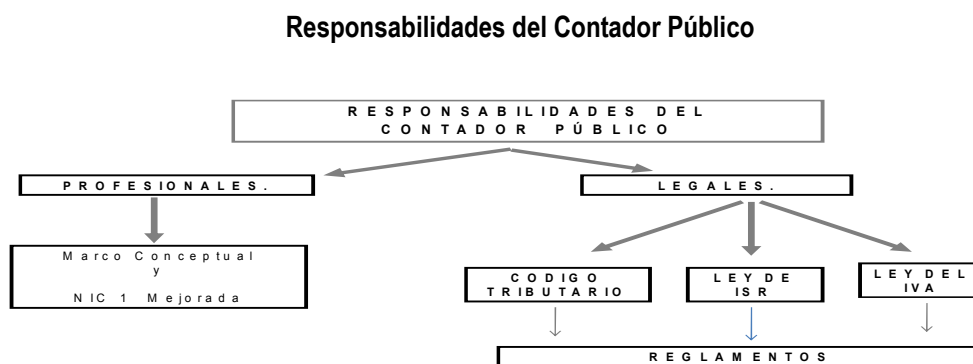 Responsabilidades del Contador Público
RESPONSABILIDADES DEL
CONTADOR PÚBLICO
PROFESIONALES.
LEGALES.
Marco Conceptual
y
NIC 1 Mejorada
CODIGO
TRIBUTARIO
LEY DE
ISR
LEY DEL
IVA
REGLAMENTOS